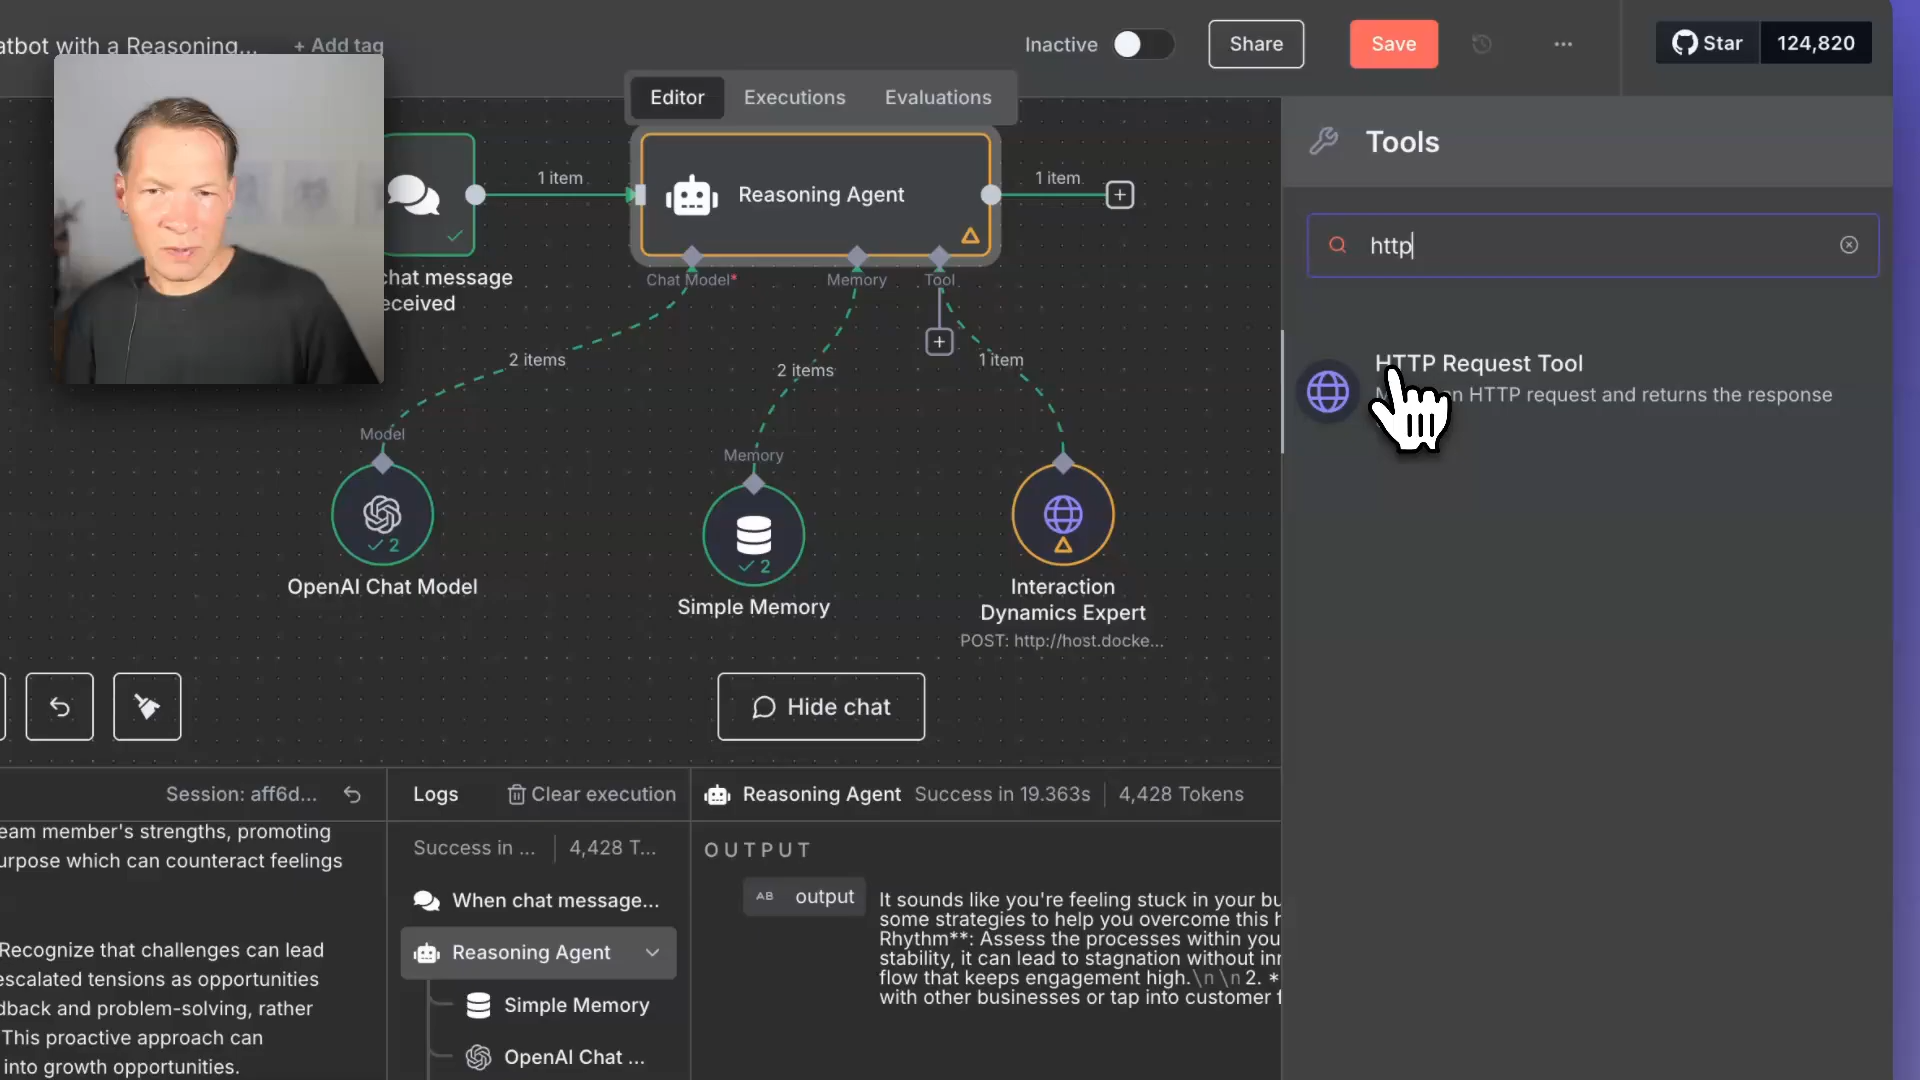 atbot with a Reasoning...
+ Add tag
Inactive
Share
Save
...
Star
124,820
Editor
Executions
Evaluations
Tools
http
HTTP Request Tool
HTTP request and returns the response
1 item
Reasoning Agent
1 item
chat message
eceived
Chat Model*
Memory
Tool
2 items
2 items
1 item
Model
Memory
2
2
OpenAI Chat Model
Simple Memory
Interaction
Dynamics Expert
POST: http://host.docke...
Hide chat
Session: aff6d...
Logs
Clear execution
Reasoning Agent
Success in 19.363s
4,428 Tokens
eam member's strengths, promoting
urpose which can counteract feelings
Recognize that challenges can lead
escalated tensions as opportunities
dback and problem-solving, rather
This proactive approach can
into growth opportunities.
Success in ...
4,428 T...
When chat message...
Reasoning Agent
Simple Memory
OpenAI Chat ...
OUTPUT
AB output
It sounds like you're feeling stuck in your bu
some strategies to help you overcome this h
Rhythm**: Assess the processes within you
stability, it can lead to stagnation without inn
flow that keeps engagement high.\n \n 2. *
with other businesses or tap into customer f